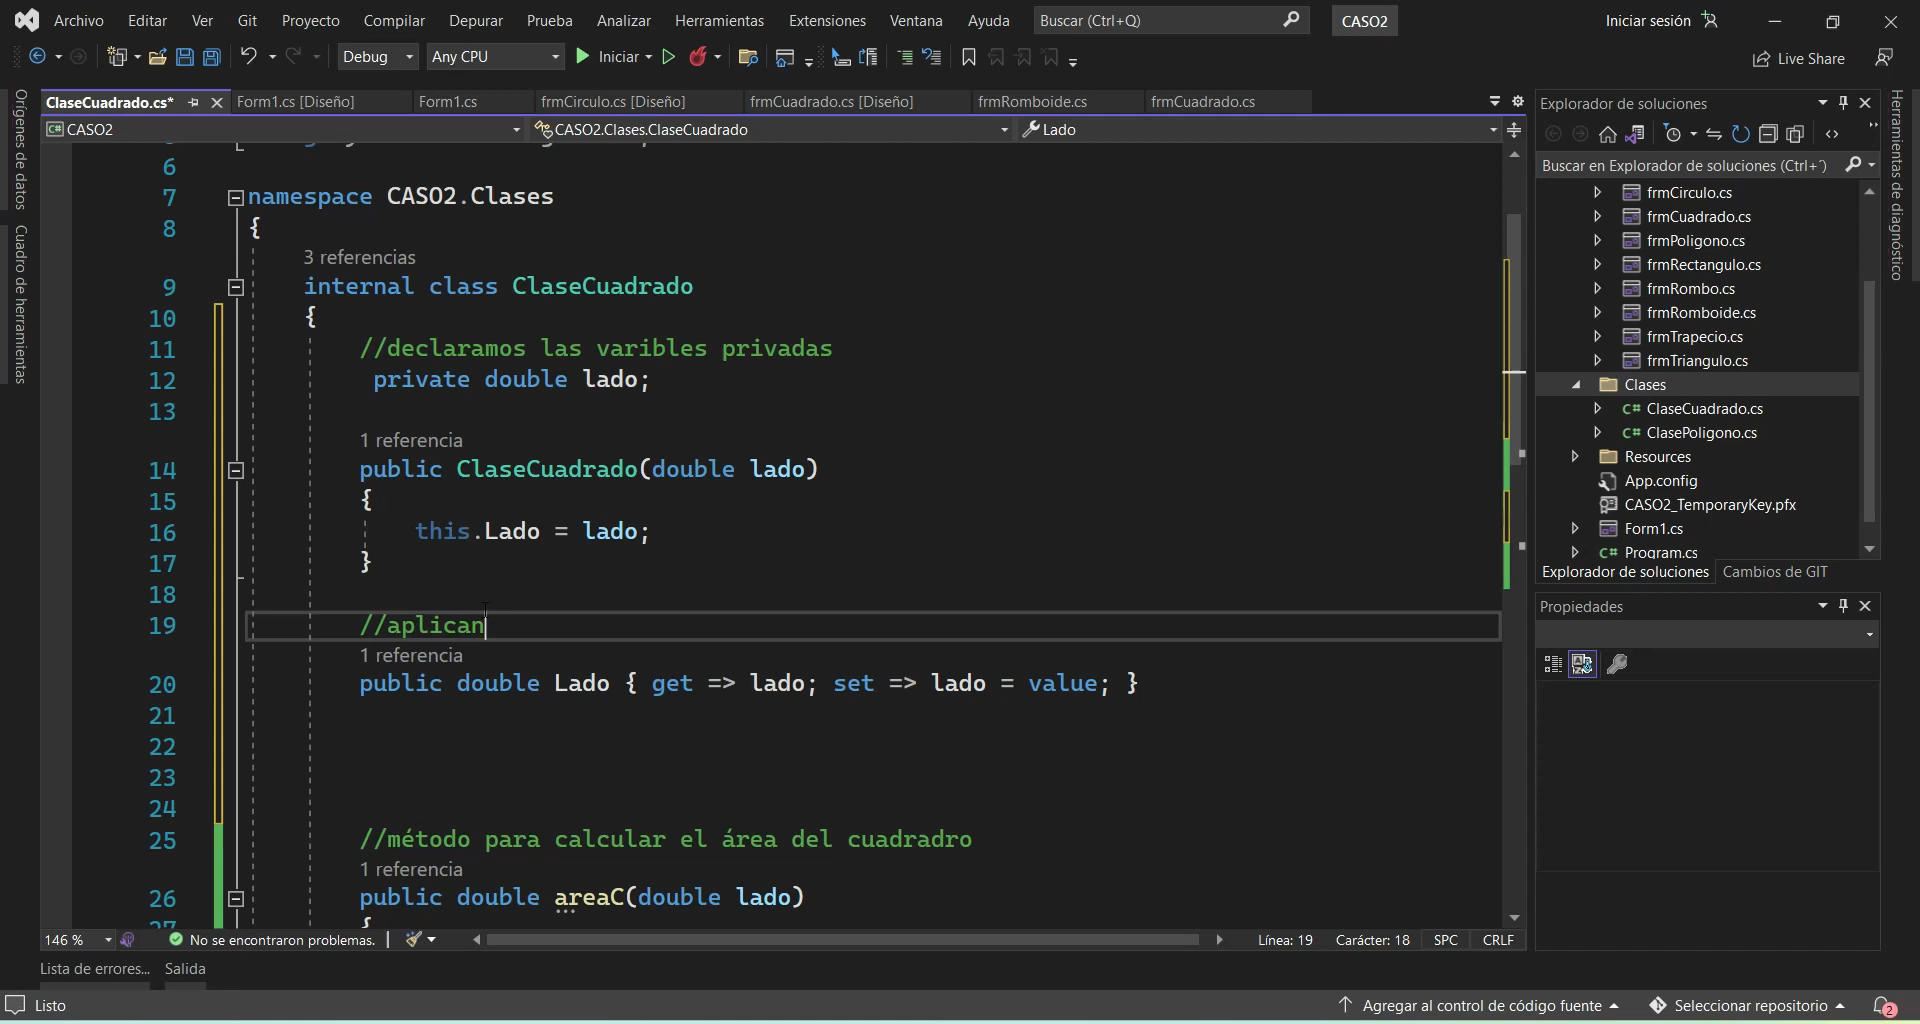 Archivo Editar Ver Git Proyecto Compilar Depurar Prueba Analizar Herramientas Extensiones Ventana Ayuda Buscar (Ctrl+Q) CASO2 Iniciar sesión
Debug Any CPU Iniciar Live Share
ClaseCuadrado.cs* Form1.cs [Diseño] Form1.cs frmCirculo.cs [Diseño] frmCuadrado.cs [Diseño] frmRomboide.cs frmCuadrado.cs
CASO2 CASO2.Clases.ClaseCuadrado Lado
Orígenes de datos
Cuadro de herramientas
6
7 namespace CASO2.Clases
8 {
3 referencias
9 internal class ClaseCuadrado
10 {
11 //declaramos las varibles privadas
12 private double lado;
13
1 referencia
14 public ClaseCuadrado(double lado)
15 {
16 this.Lado = lado;
17 }
18
19 //aplican
1 referencia
20 public double Lado { get => lado; set => lado = value; }
21
22
23
24
25 //método para calcular el área del cuadradro
1 referencia
26 public double areaC(double lado)
27 {
146 % No se encontraron problemas. Línea: 19 Carácter: 18 SPC CRLF
Lista de errores... Salida
Explorador de soluciones
Buscar en Explorador de soluciones (Ctrl+´)
frmCirculo.cs
frmCuadrado.cs
frmPoligono.cs
frmRectangulo.cs
frmRombo.cs
frmRomboide.cs
frmTrapecio.cs
frmTriangulo.cs
Clases
C# ClaseCuadrado.cs
C# ClasePoligono.cs
Resources
App.config
CASO2_TemporaryKey.pfx
Form1.cs
C# Program.cs
Explorador de soluciones Cambios de GIT
Propiedades
Herramientas de diagnóstico
Listo Agregar al control de código fuente Seleccionar repositorio 2